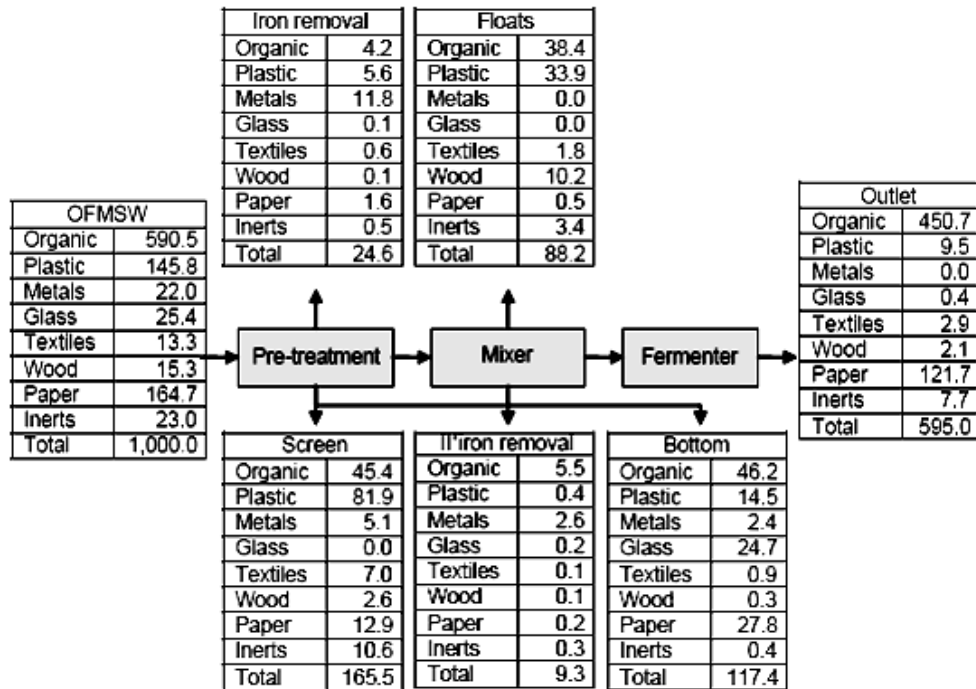 Iron removal
Organic 4.2
Plastic 5.6
Metals 11.8
Glass 0.1
Textiles 0.6
Wood 0.1
Paper 1.6
Inerts 0.5
Total 24.6
Floats
Organic 38.4
Plastic 33.9
Metals 0.0
Glass 0.0
Textiles 1.8
Wood 10.2
Paper 0.5
Inerts 3.4
Total 88.2
OFMSW
Organic 590.5
Plastic 145.8
Metals 22.0
Glass 25.4
Textiles 13.3
Wood 15.3
Paper 164.7
Inerts 23.0
Total 1,000.0
Pre-treatment
Mixer
Fermenter
Outlet
Organic 450.7
Plastic 9.5
Metals 0.0
Glass 0.4
Textiles 2.9
Wood 2.1
Paper 121.7
Inerts 7.7
Total 595.0
Screen
Organic 45.4
Plastic 81.9
Metals 5.1
Glass 0.0
Textiles 7.0
Wood 2.6
Paper 12.9
Inerts 10.6
Total 165.5
II°iron removal
Organic 5.5
Plastic 0.4
Metals 2.6
Glass 0.2
Textiles 0.1
Wood 0.1
Paper 0.2
Inerts 0.3
Total 9.3
Bottom
Organic 46.2
Plastic 14.5
Metals 2.4
Glass 24.7
Textiles 0.9
Wood 0.3
Paper 27.8
Inerts 0.4
Total 117.4